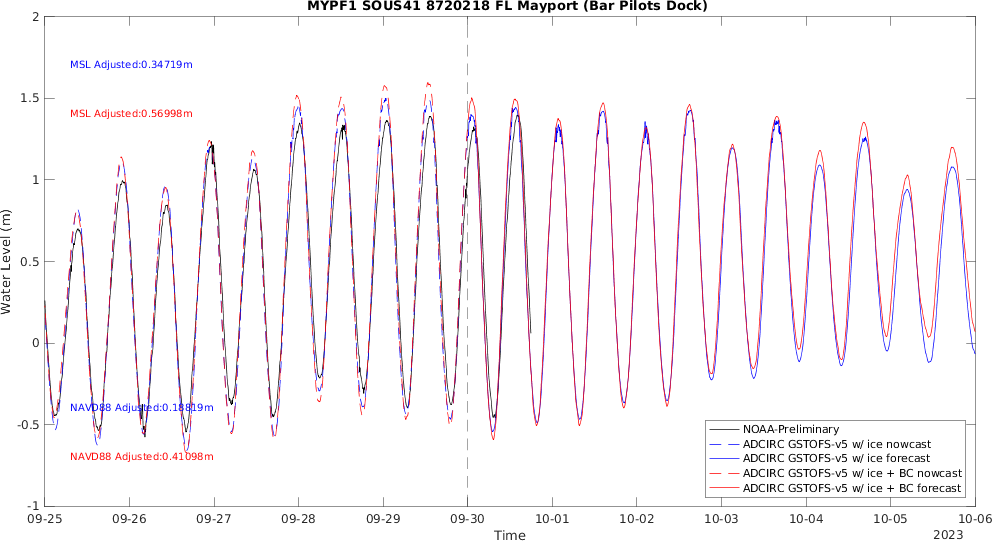 MYPF1 SOUS41 8720218 FL Mayport (Bar Pilots Dock)
2
1.5
1
0.5
0
-0.5
-1
Water Level (m)
MSL Adjusted:0.34719m
MSL Adjusted:0.56998m
NAVD88 Adjusted:0.18819m
NAVD88 Adjusted:0.41098m
NOAA-Preliminary
ADCIRC GSTOFS-v5 w/ ice nowcast
ADCIRC GSTOFS-v5 w/ ice forecast
ADCIRC GSTOFS-v5 w/ ice + BC nowcast
ADCIRC GSTOFS-v5 w/ ice + BC forecast
09-25 09-26 09-27 09-28 09-29 09-30 10-01 10-02 10-03 10-04 10-05 10-06
Time
2023